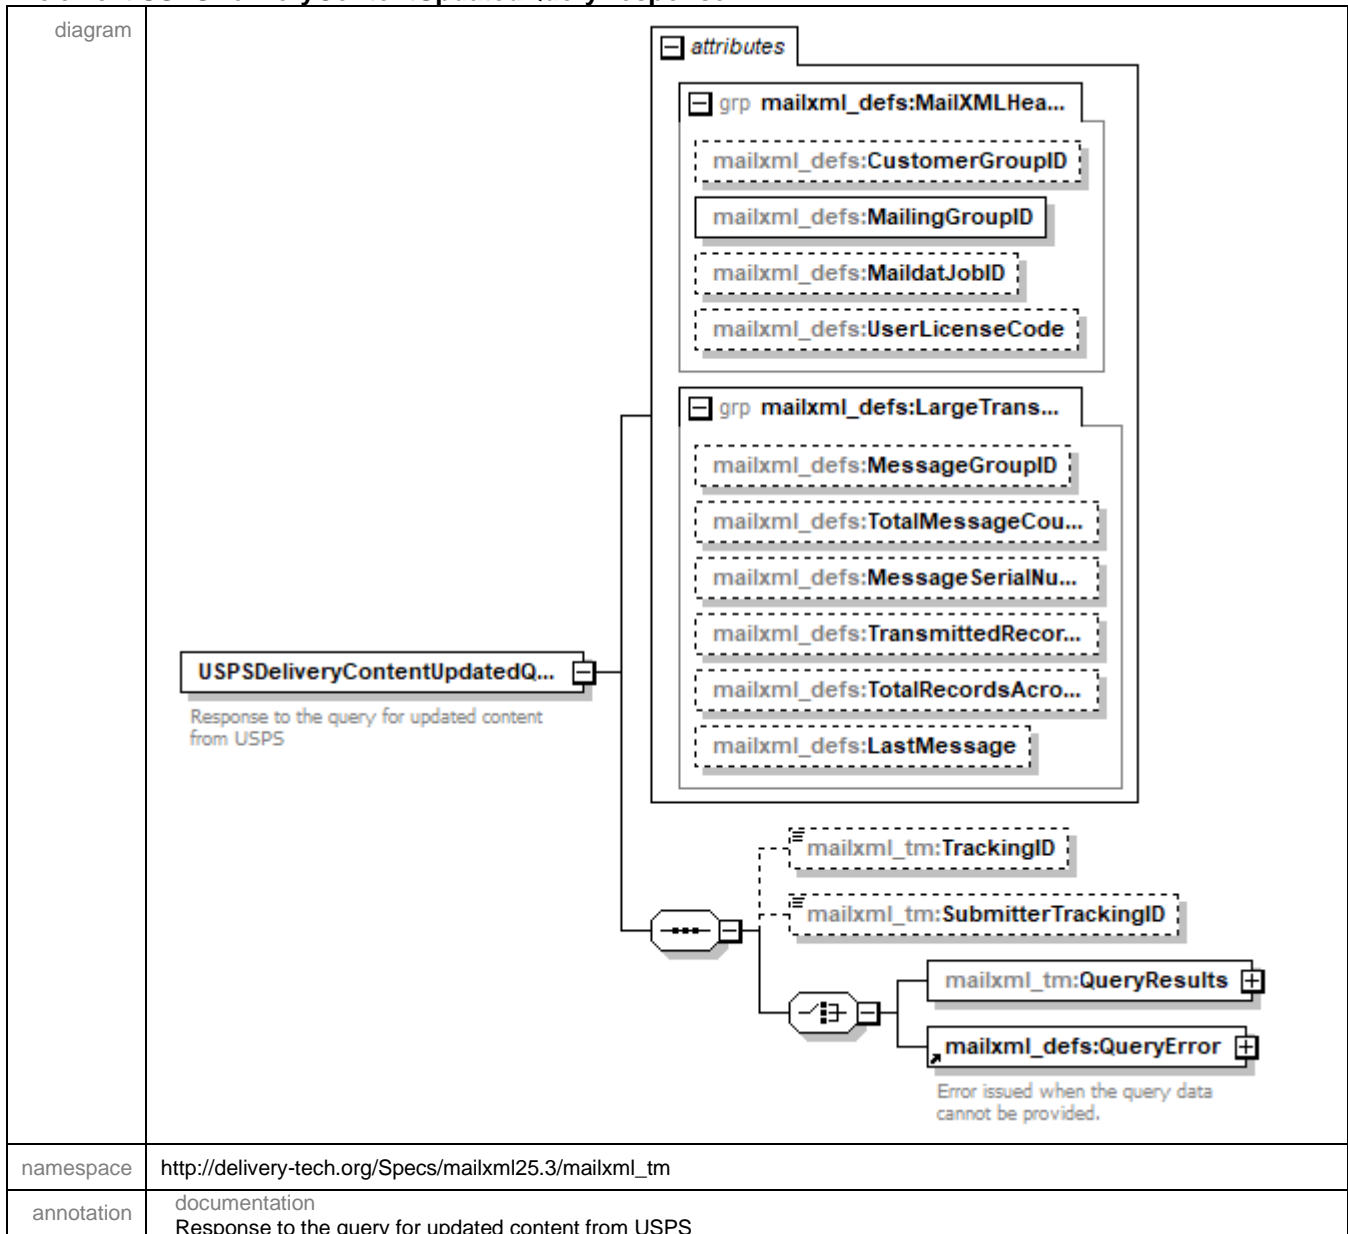 diagram
attributes
grp mailxml_defs:MailXMLHea...
mailxml_defs:CustomerGroupID
mailxml_defs:MailingGroupID
mailxml_defs:MaildatJobID
mailxml_defs:UserLicenseCode
grp mailxml_defs:LargeTrans...
mailxml_defs:MessageGroupID
mailxml_defs:TotalMessageCou...
mailxml_defs:MessageSerialNu...
mailxml_defs:TransmittedRecor...
mailxml_defs:TotalRecordsAcro...
mailxml_defs:LastMessage
USPSDeliveryContentUpdatedQ...
Response to the query for updated content
from USPS
mailxml_tm:TrackingID
mailxml_tm:SubmitterTrackingID
mailxml_tm:QueryResults
mailxml_defs:QueryError
Error issued when the query data
cannot be provided.
namespace
http://delivery-tech.org/Specs/mailxml25.3/mailxml_tm
annotation
documentation
Response to the query for updated content from USPS